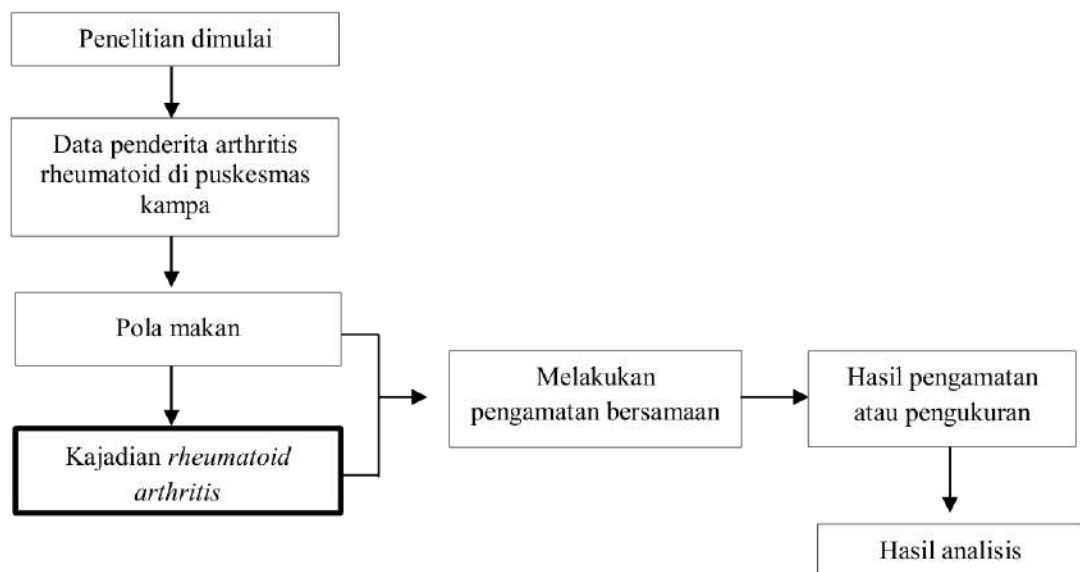 Penelitian dimulai
Data penderita arthritis
rheumatoid di puskesmas
kampa
Pola makan
Kajadian rheumatoid
arthritis
Melakukan
pengamatan bersamaan
Hasil pengamatan
atau pengukuran
Hasil analisis